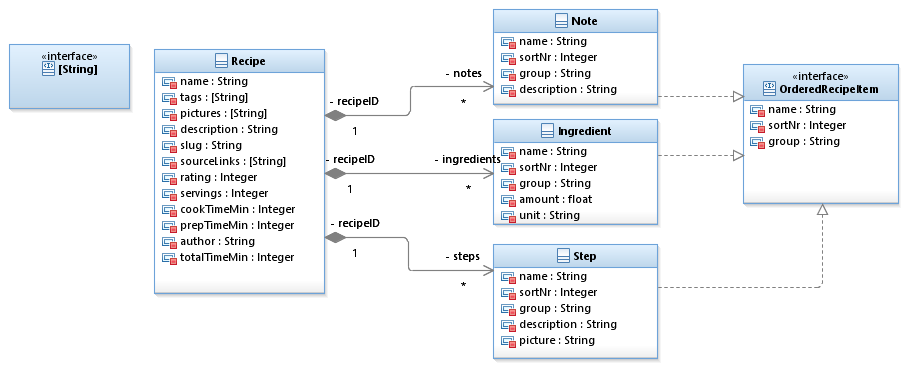 «interface»
[String]
Recipe
name : String
tags : [String]
pictures : [String]
description : String
slug : String
sourceLinks : [String]
rating : Integer
servings : Integer
cookTimeMin : Integer
prepTimeMin : Integer
author : String
totalTimeMin : Integer
- recipeID
1
- notes
*
- recipeID
1
- ingredients
*
- recipeID
1
- steps
*
Note
name : String
sortNr : Integer
group : String
description : String
Ingredient
name : String
sortNr : Integer
group : String
amount : float
unit : String
Step
name : String
sortNr : Integer
group : String
description : String
picture : String
«interface»
OrderedRecipeItem
name : String
sortNr : Integer
group : String